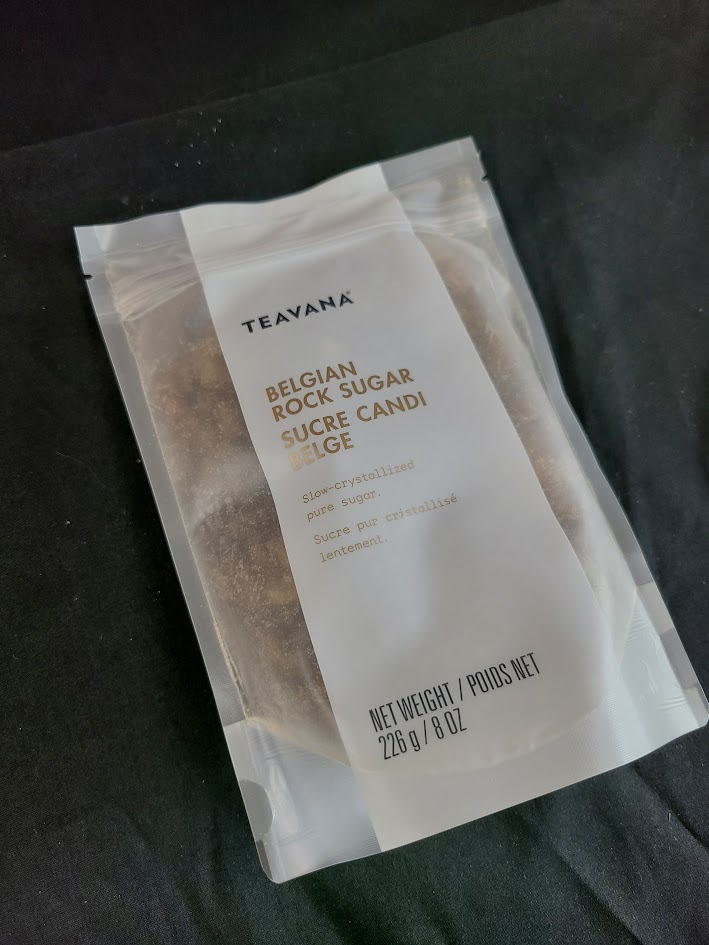 TEAVANA®
BELGIAN
ROCK SUGAR
SUCRE CANDI
BELGE
Slow-crystallized
pure sugar.
Sucre pur cristallisé
lentement.
NET WEIGHT / POIDS NET
226 g / 8 OZ